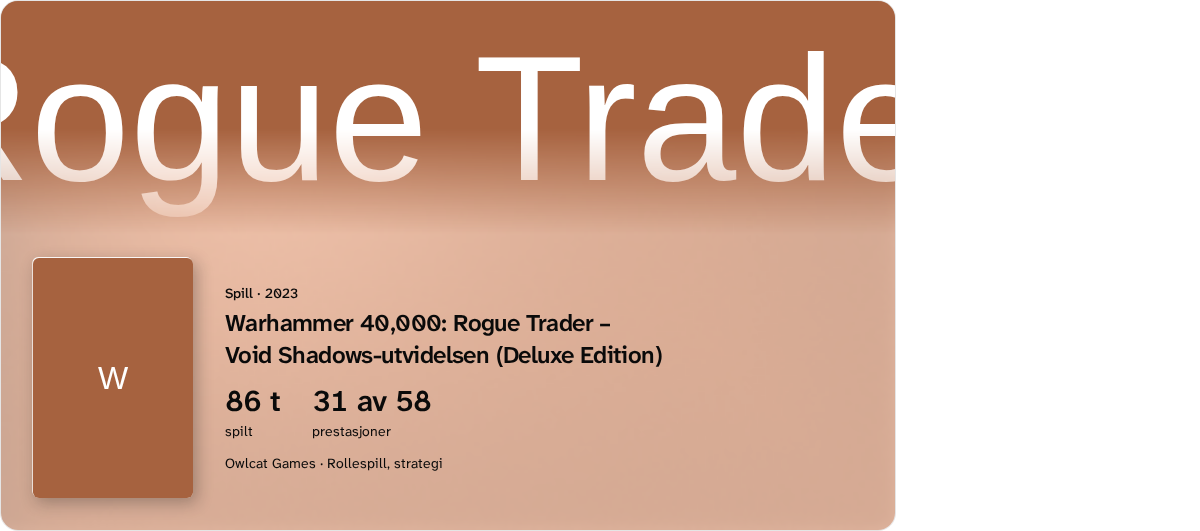 Rogue Trade
W
Spill · 2023
Warhammer 40,000: Rogue Trader –
Void Shadows-utvidelsen (Deluxe Edition)
86 t 31 av 58
spilt prestasjoner
Owlcat Games · Rollespill, strategi